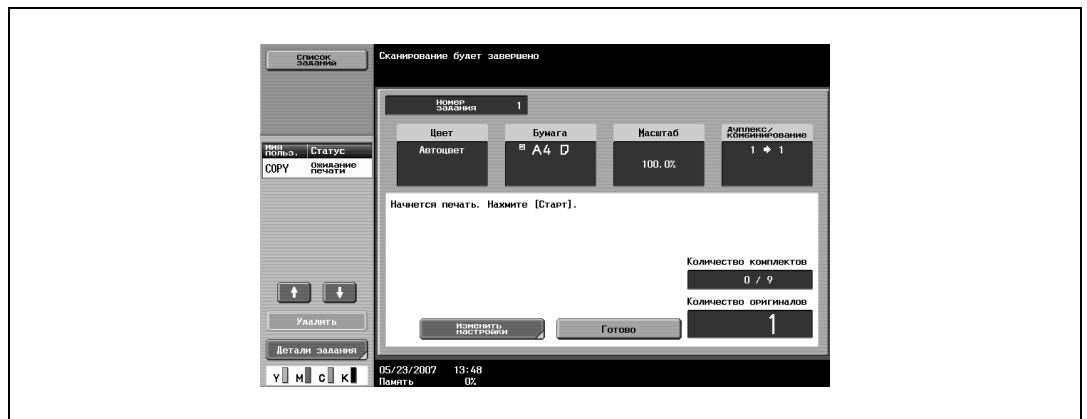 Список
заданий
Сканирование будет завершено
Номер
задания 1
Цвет Бумага Масштаб Дуплекс/
комбинирование
Автоцвет A4 100.0% 1 → 1
Имя
польз. Статус
COPY Ожидание
печати
Начнется печать. Нажмите [Старт].
Количество комплектов
0 / 9
Количество оригиналов
1
Изменить
настройки
Готово
Удалить
Детали задания
Y M C K
05/23/2007 13:48
Память 0%